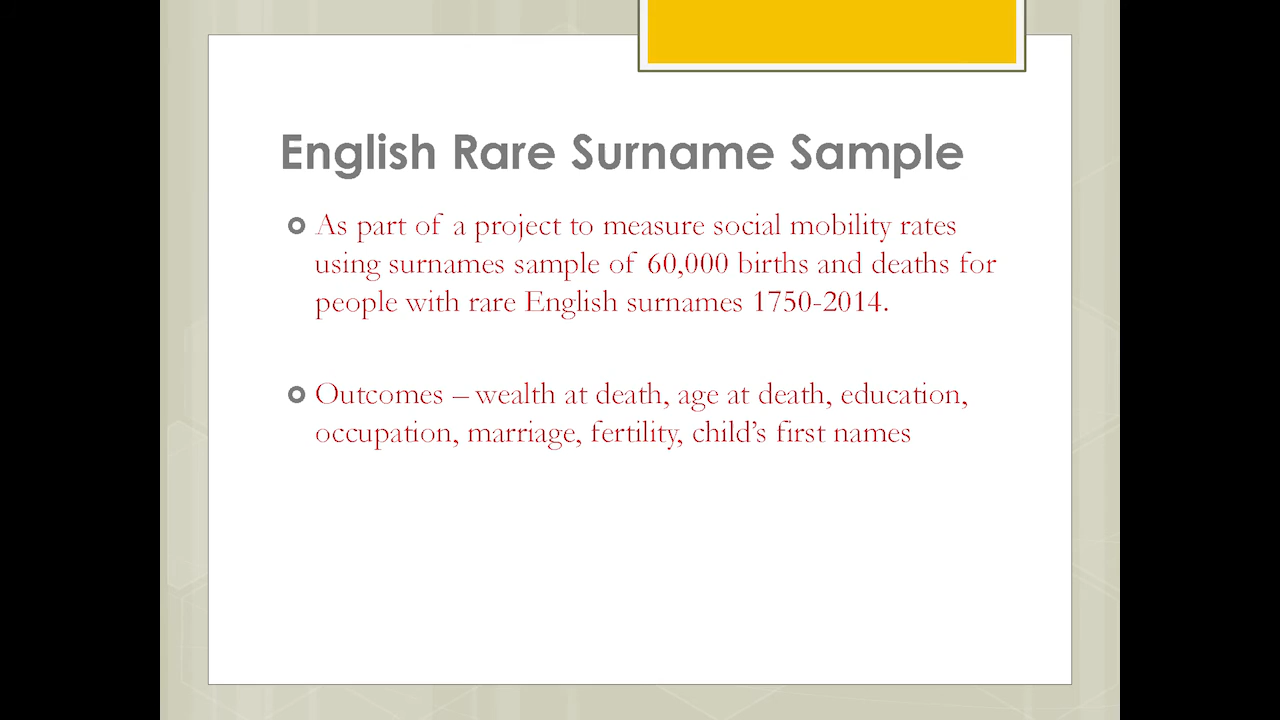 English Rare Surname Sample
As part of a project to measure social mobility rates
using surnames sample of 60,000 births and deaths for
people with rare English surnames 1750-2014.
Outcomes – wealth at death, age at death, education,
occupation, marriage, fertility, child’s first names